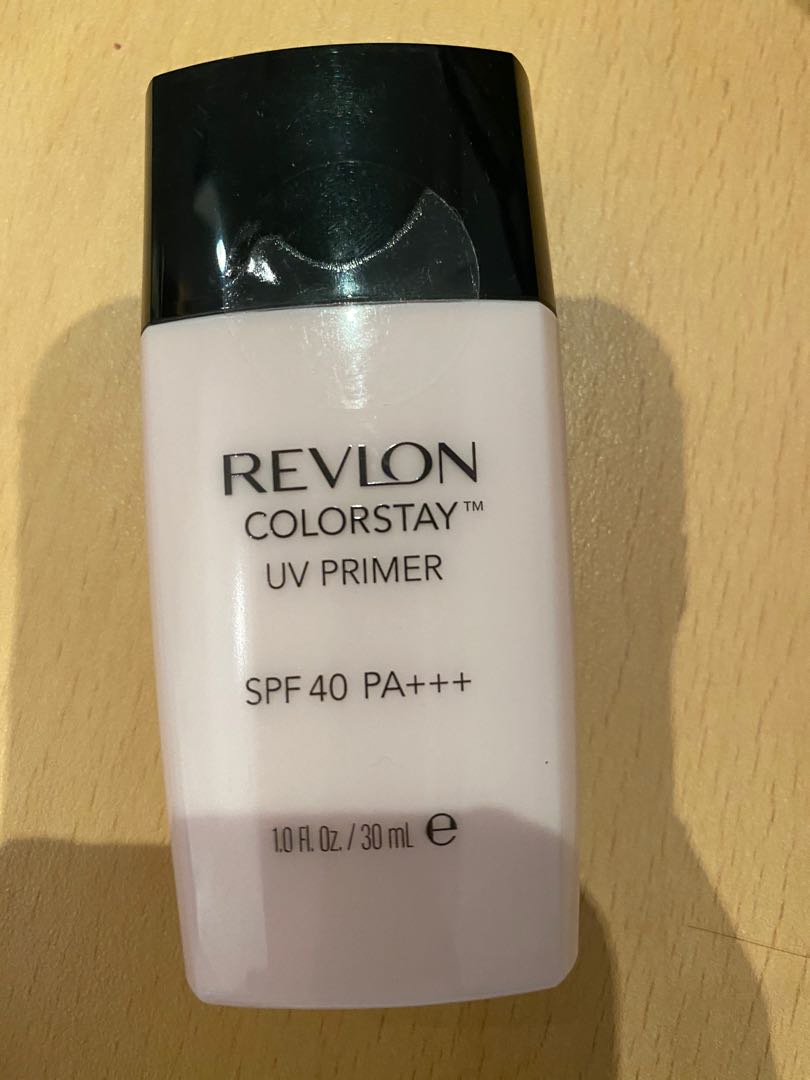 REVLON
COLORSTAY™
UV PRIMER
SPF 40 PA+++
1.0 Fl. Oz. / 30 mL ℮